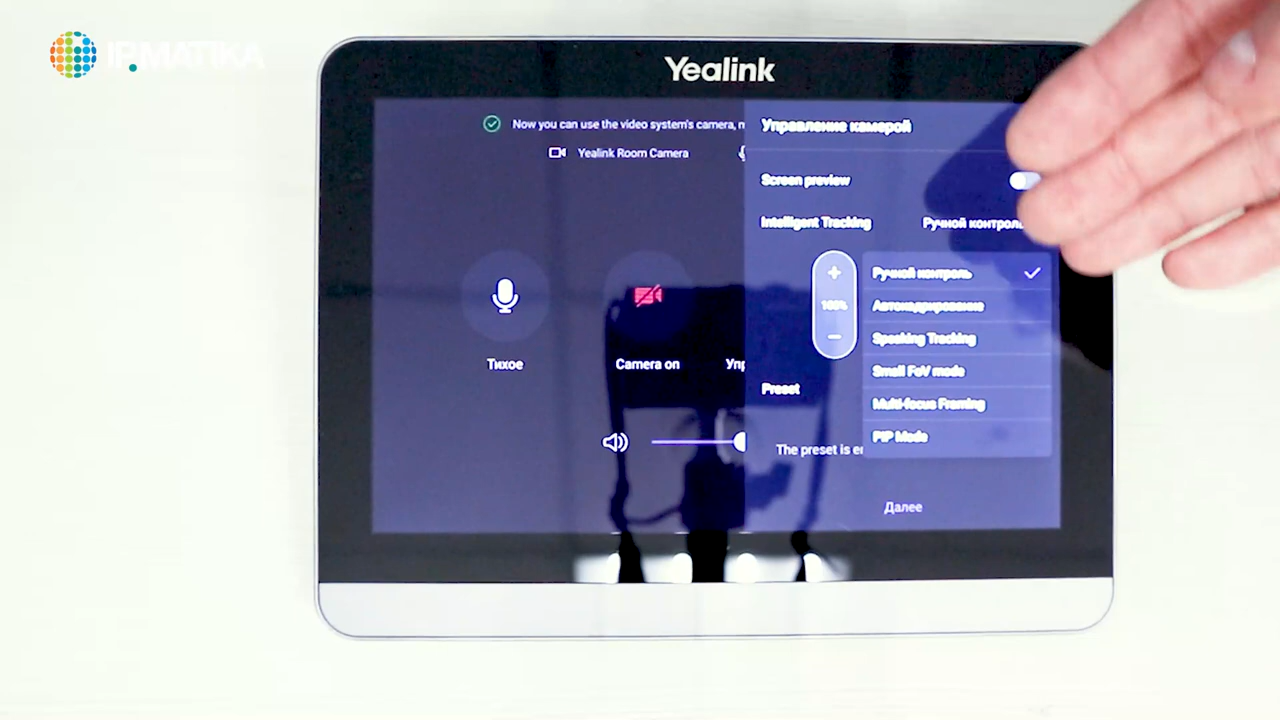 IPMATIKA
Yealink
Now you can use the video system's camera, m
Yealink Room Camera
Тихое
Camera on
Упр
Управление камерой
Screen preview
Intelligent Tracking
Ручной контроль
100%
Ручной контроль
Автокадрирование
Speaking Tracking
Small FoV mode
Multi-focus Framing
PIP Mode
Preset
The preset is e
Далее